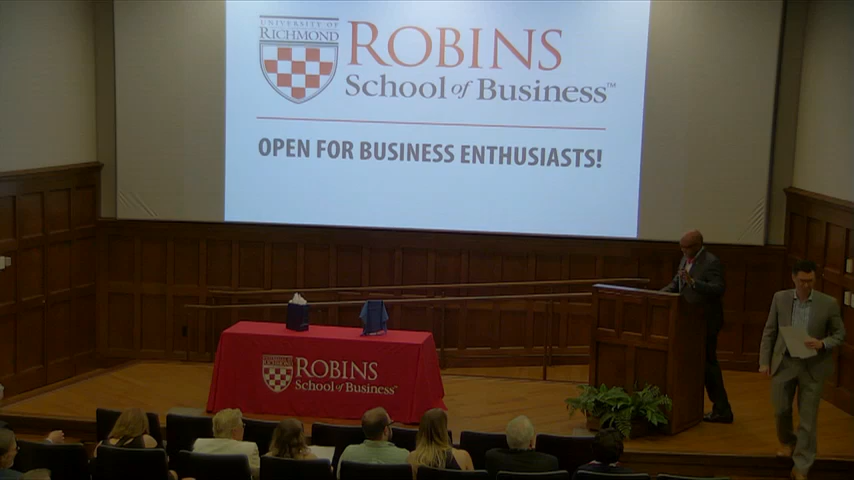 UNIVERSITY OF
RICHMOND
ROBINS
School of Business™
OPEN FOR BUSINESS ENTHUSIASTS!
ROBINS
School of Business™